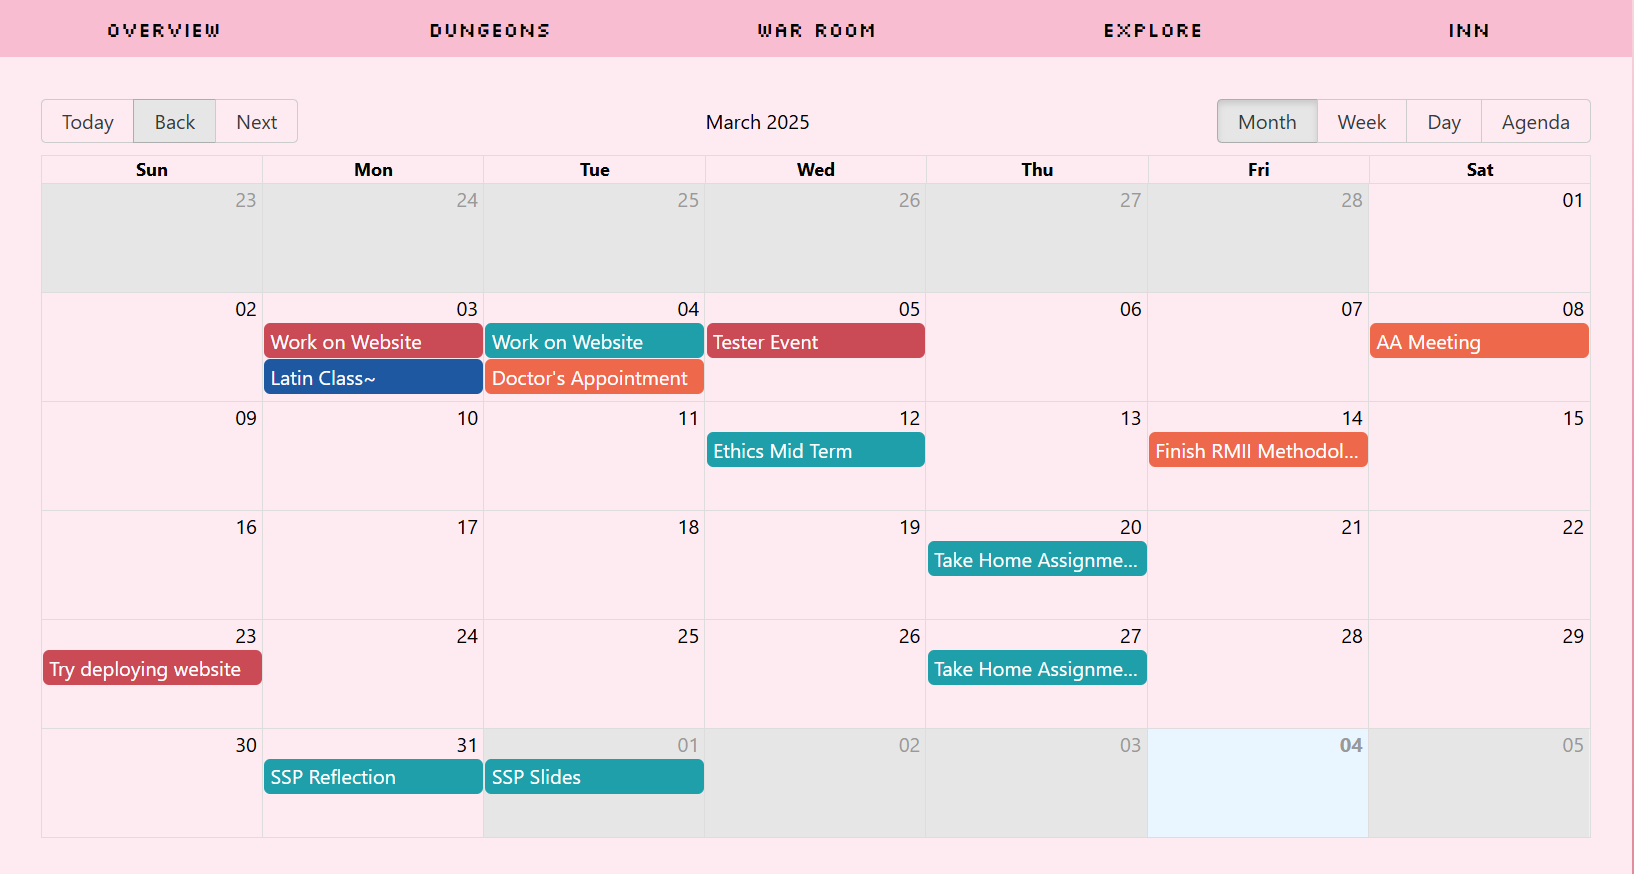 OVERVIEW DUNGEONS WAR ROOM EXPLORE INN
Today Back Next March 2025 Month Week Day Agenda
Sun Mon Tue Wed Thu Fri Sat
23 24 25 26 27 28 01
02 03 04 05 06 07 08
Work on Website Work on Website Tester Event AA Meeting
Latin Class~ Doctor's Appointment
09 10 11 12 13 14 15
Ethics Mid Term Finish RMII Methodol...
16 17 18 19 20 21 22
Take Home Assignme...
23 24 25 26 27 28 29
Try deploying website Take Home Assignme...
30 31 01 02 03 04 05
SSP Reflection SSP Slides